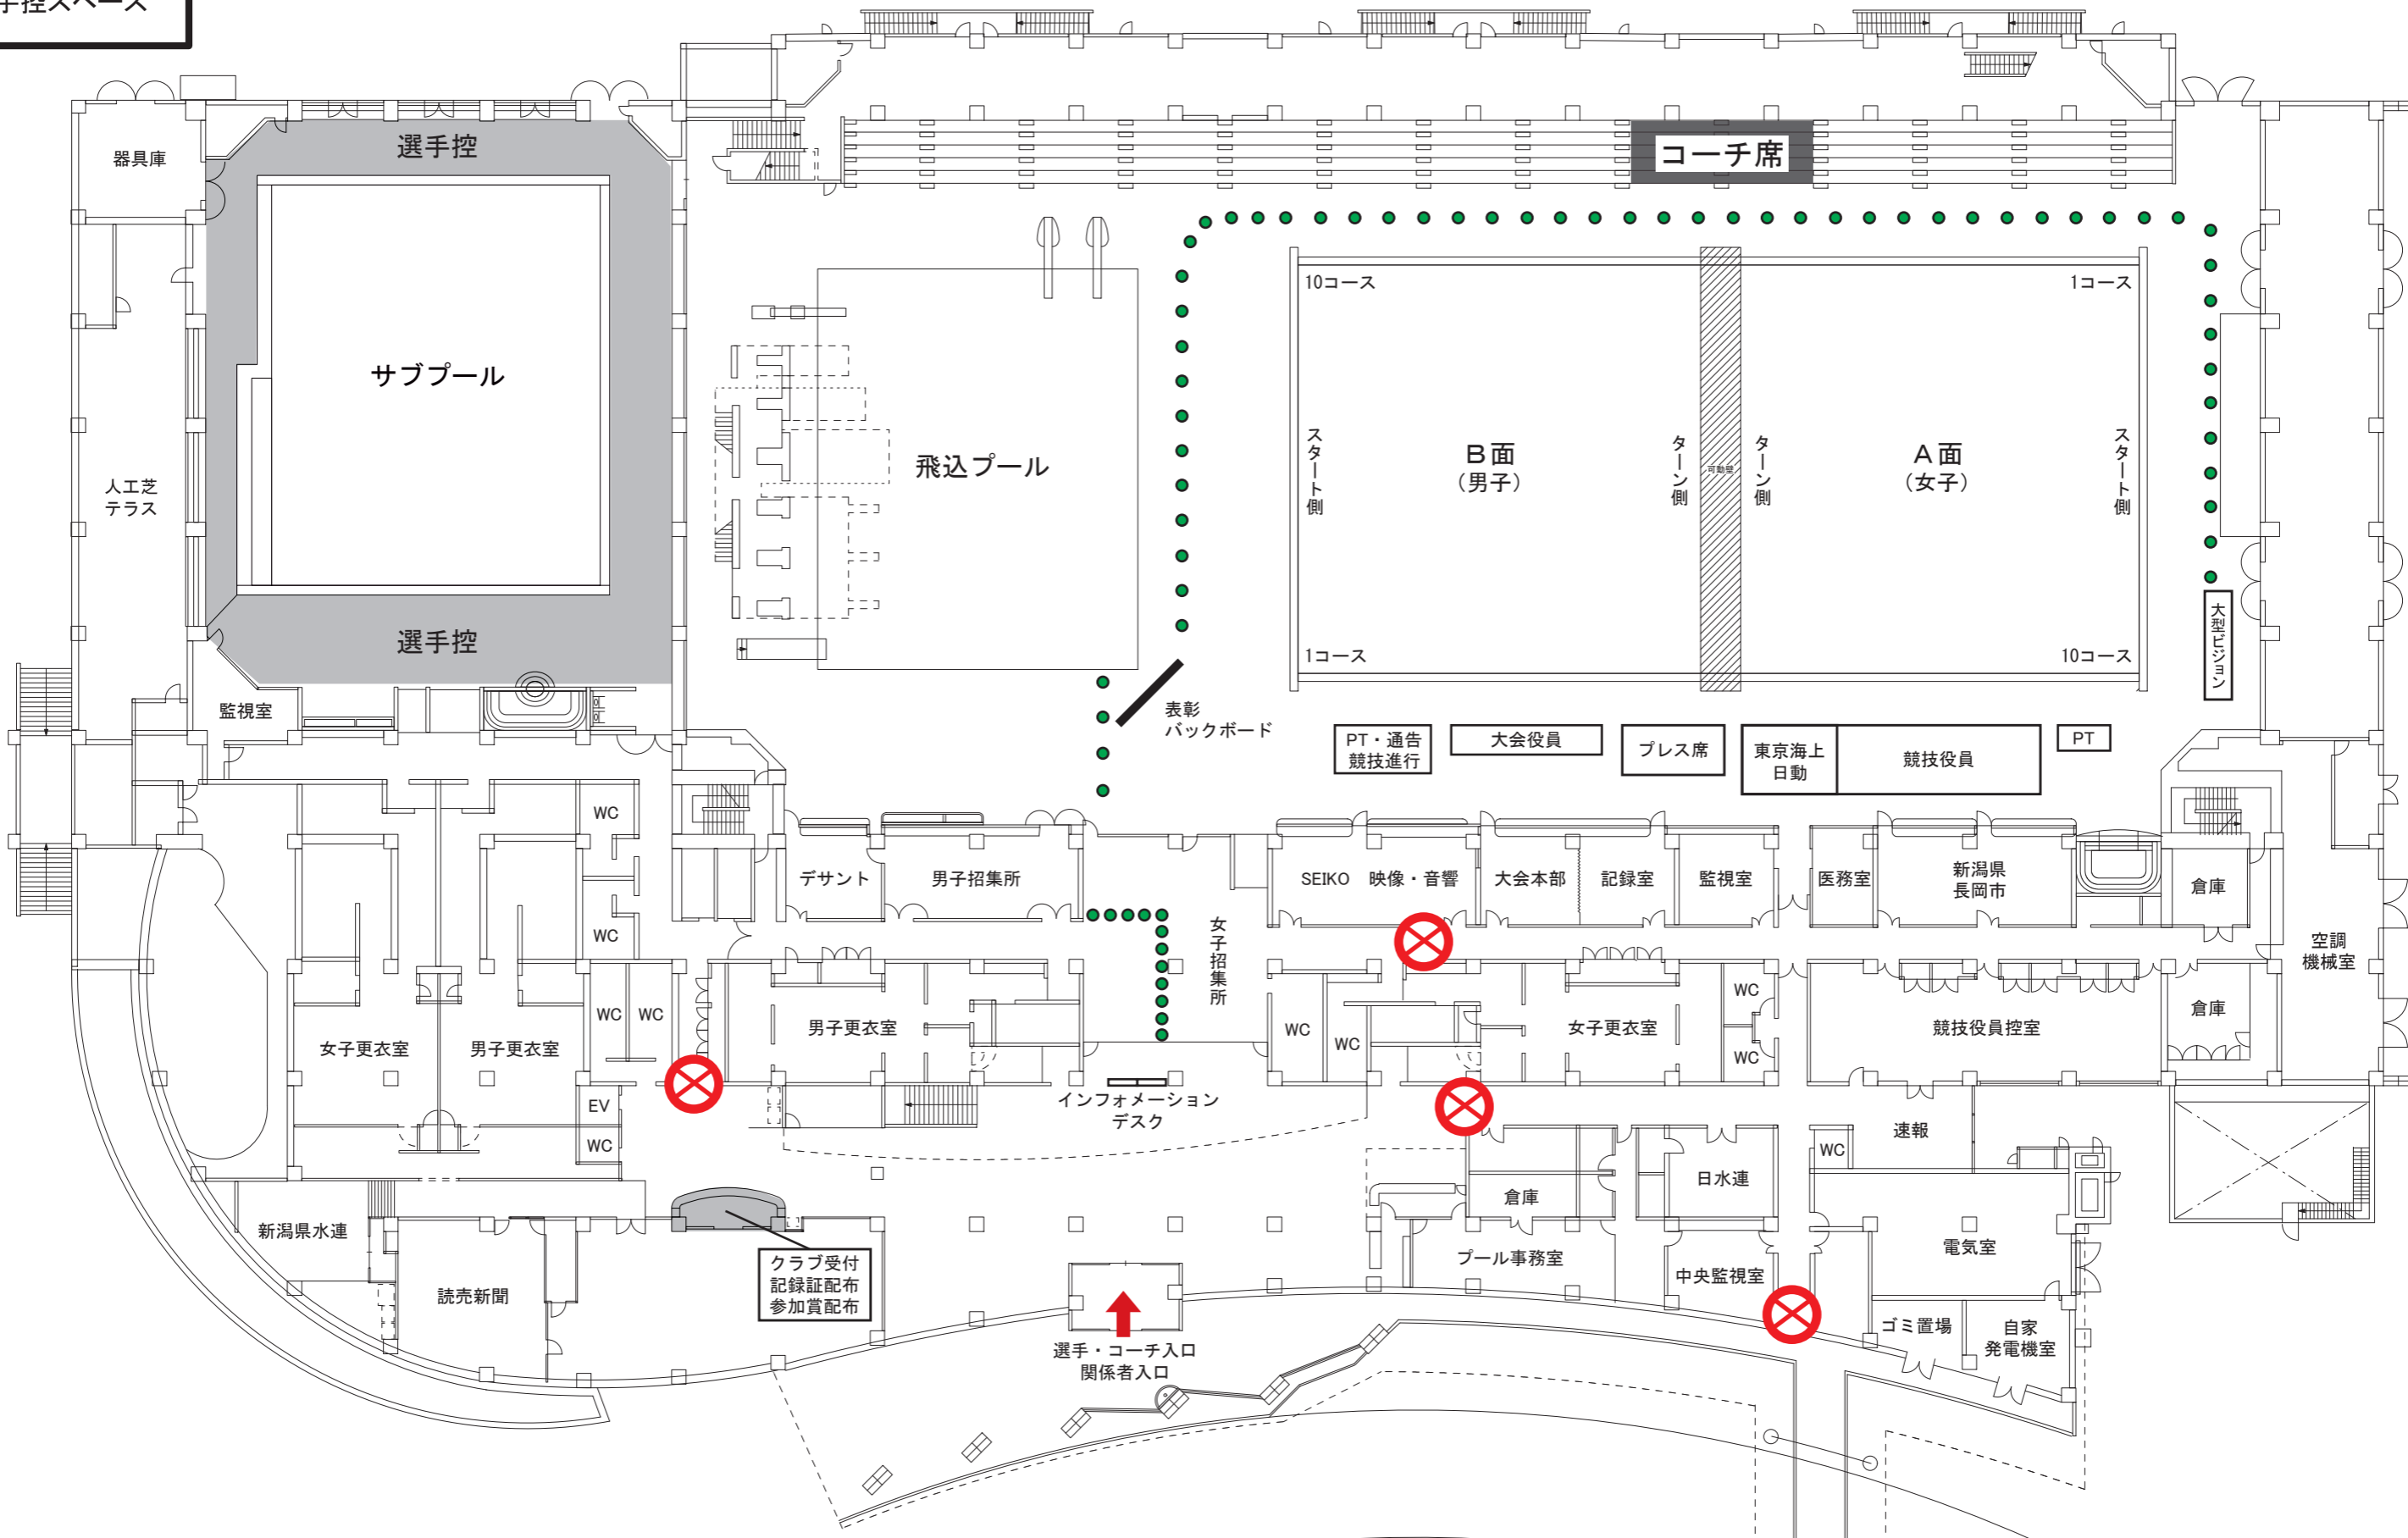 手控スペース
選手控
器具庫
コーチ席
10コース
1コース
サブプール
飛込プール
B面
(男子)
A面
(女子)
スタート側
ターン側
可動壁
ターン側
スタート側
人工芝
テラス
選手控
1コース
10コース
大型ビジョン
監視室
表彰
バックボード
PT・通告
競技進行
大会役員
プレス席
東京海上
日動
競技役員
PT
WC
デサント
男子招集所
SEIKO
映像・音響
大会本部
記録室
監視室
医務室
新潟県
長岡市
倉庫
WC
女子招集所
空調
機械室
WC
WC
WC
WC
WC
倉庫
女子更衣室
男子更衣室
男子更衣室
女子更衣室
競技役員控室
WC
インフォメーション
デスク
EV
WC
速報
WC
日水連
倉庫
新潟県水連
クラブ受付
記録証配布
参加賞配布
プール事務室
中央監視室
電気室
読売新聞
選手・コーチ入口
関係者入口
ゴミ置場
自家
発電機室